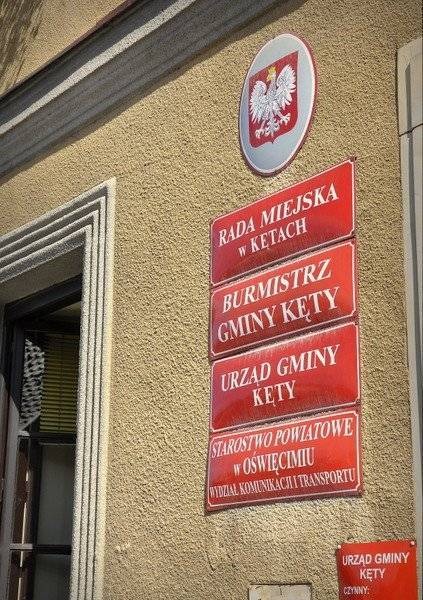 RADA MIEJSKA
w KĘTACH
BURMISTRZ
GMINY KĘTY
URZĄD GMINY
KĘTY
STAROSTWO POWIATOWE
w OŚWIĘCIMIU
WYDZIAŁ KOMUNIKACJI I TRANSPORTU
URZĄD GMINY
KĘTY
CZYNNY: